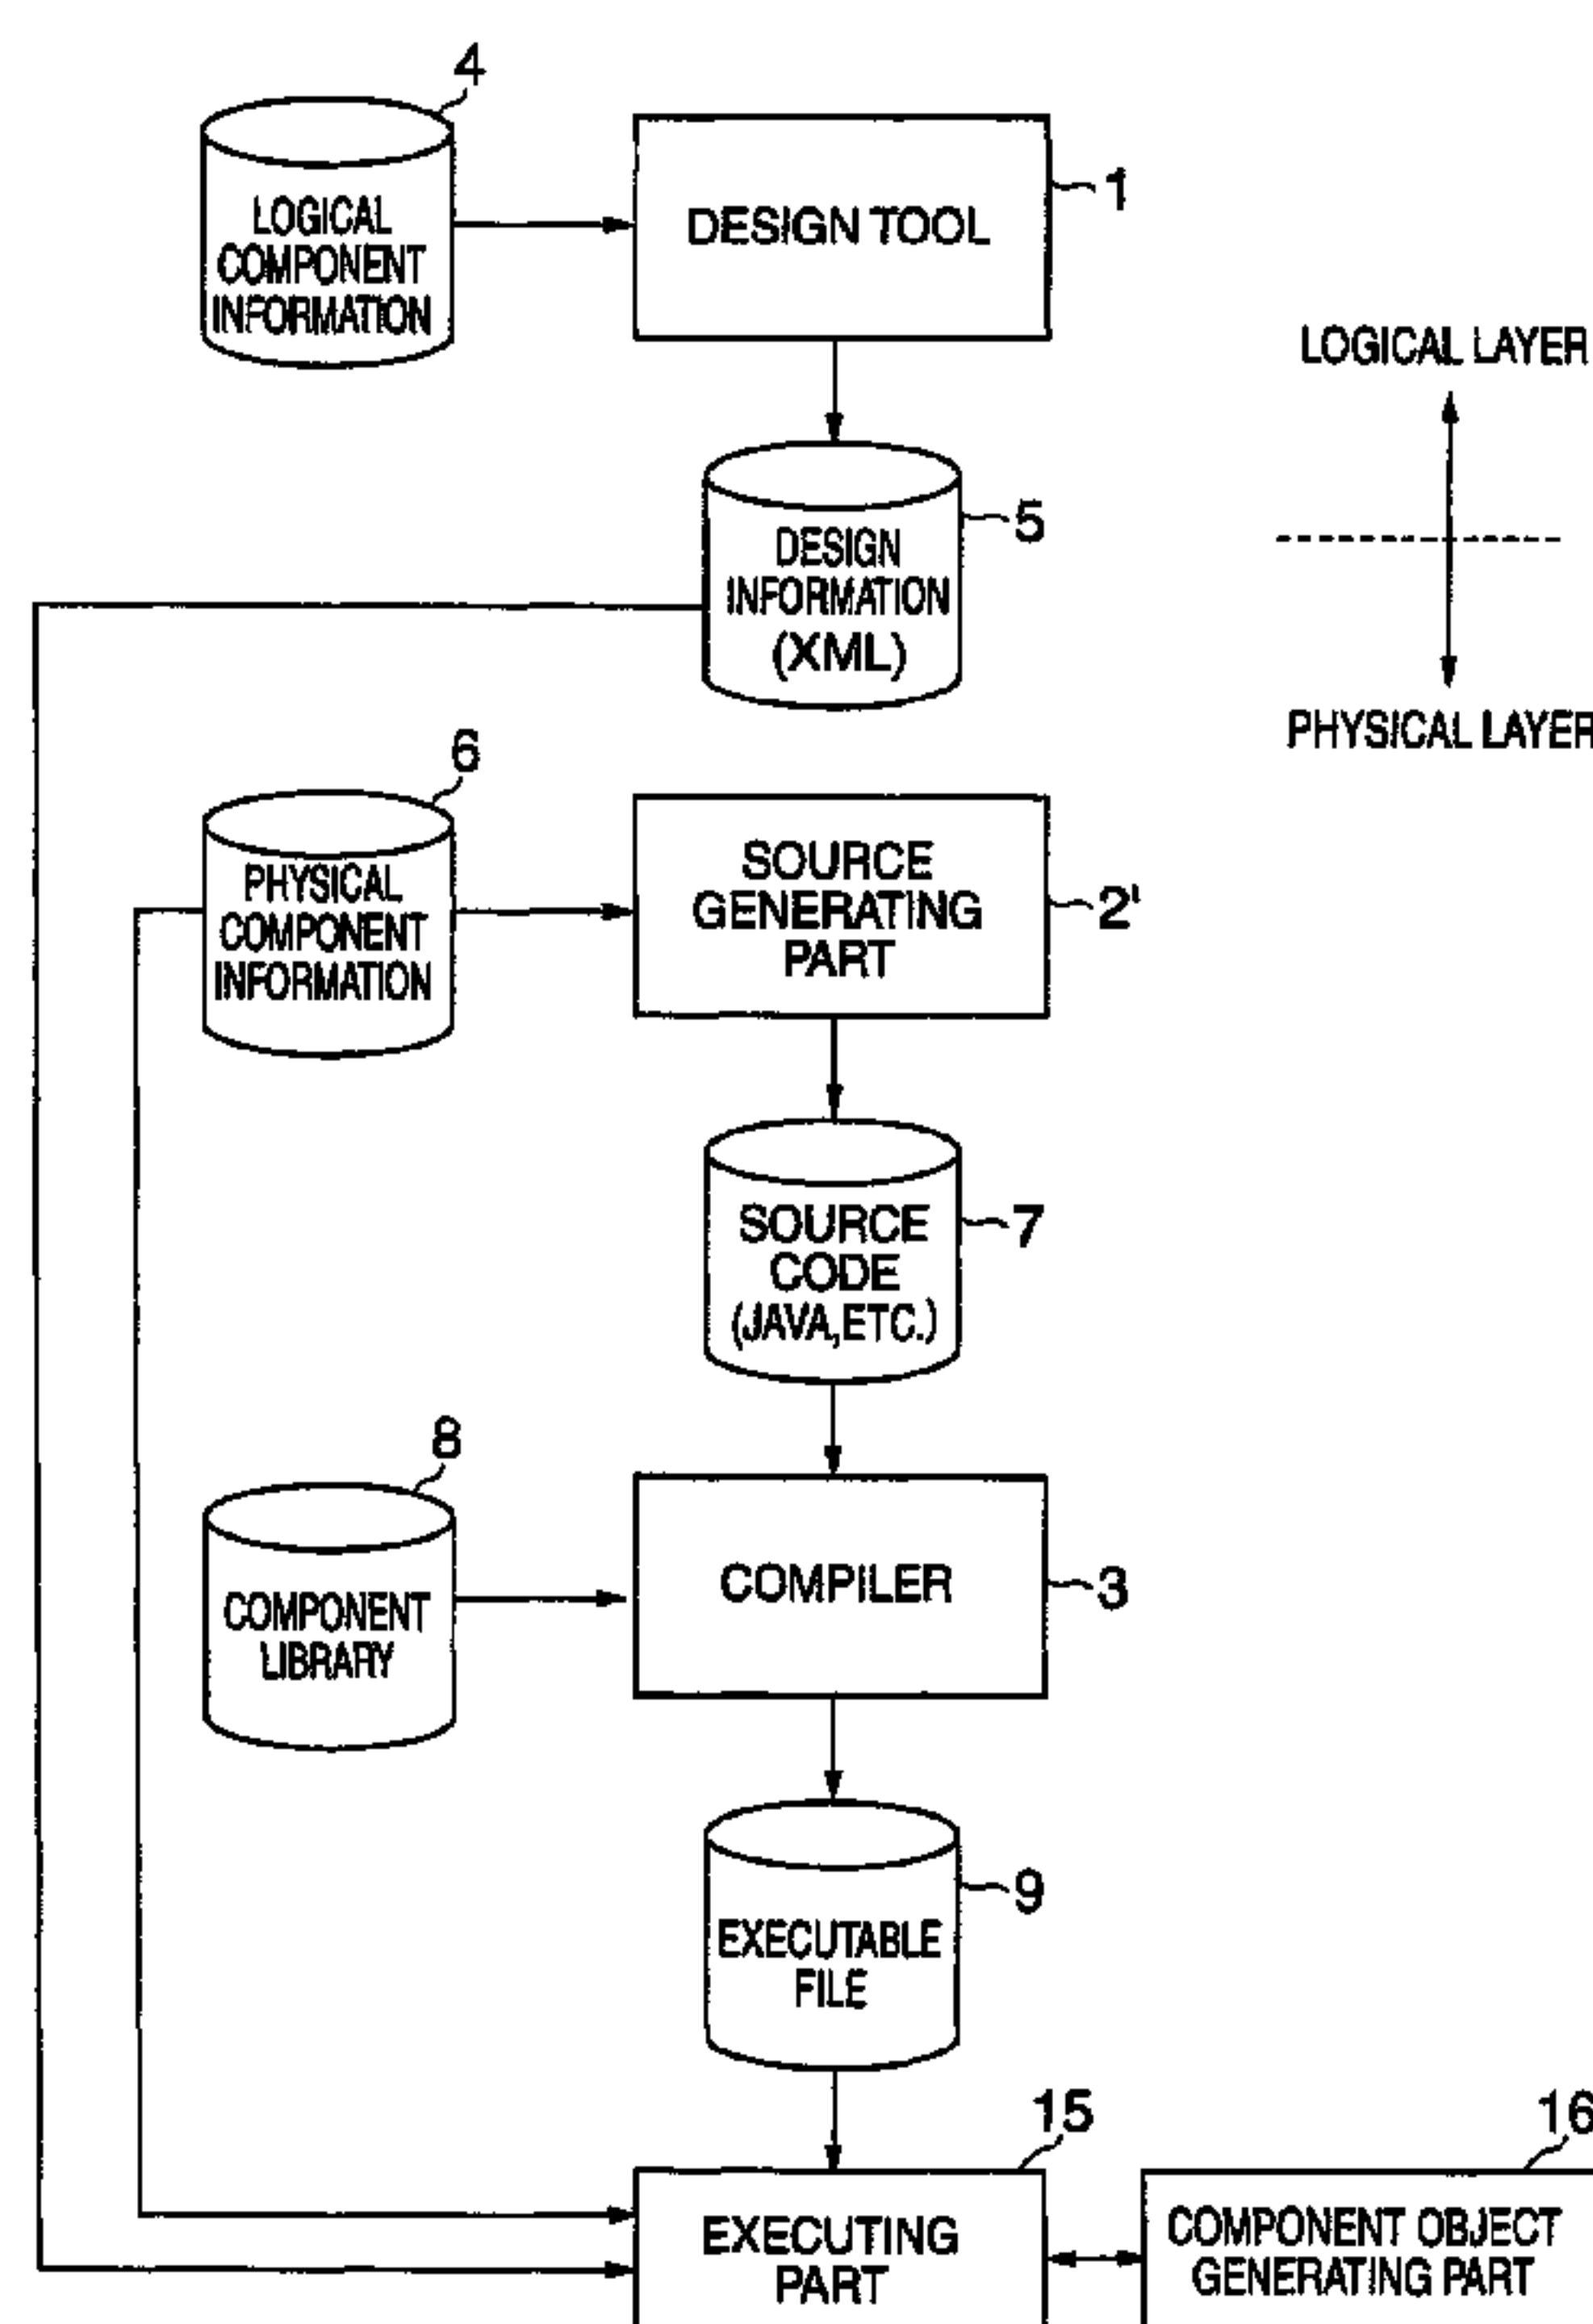 4
1
LOGICAL
COMPONENT
INFORMATION
DESIGN TOOL
LOGICAL LAYER
5
DESIGN
INFORMATION
(XML)
PHYSICAL LAYER
6
PHYSICAL
COMPONENT
INFORMATION
SOURCE
GENERATING
PART
2'
SOURCE
CODE
(JAVA,ETC.)
7
8
COMPONENT
LIBRARY
COMPILER
3
9
EXECUTABLE
FILE
15
16
EXECUTING
PART
COMPONENT OBJECT
GENERATING PART